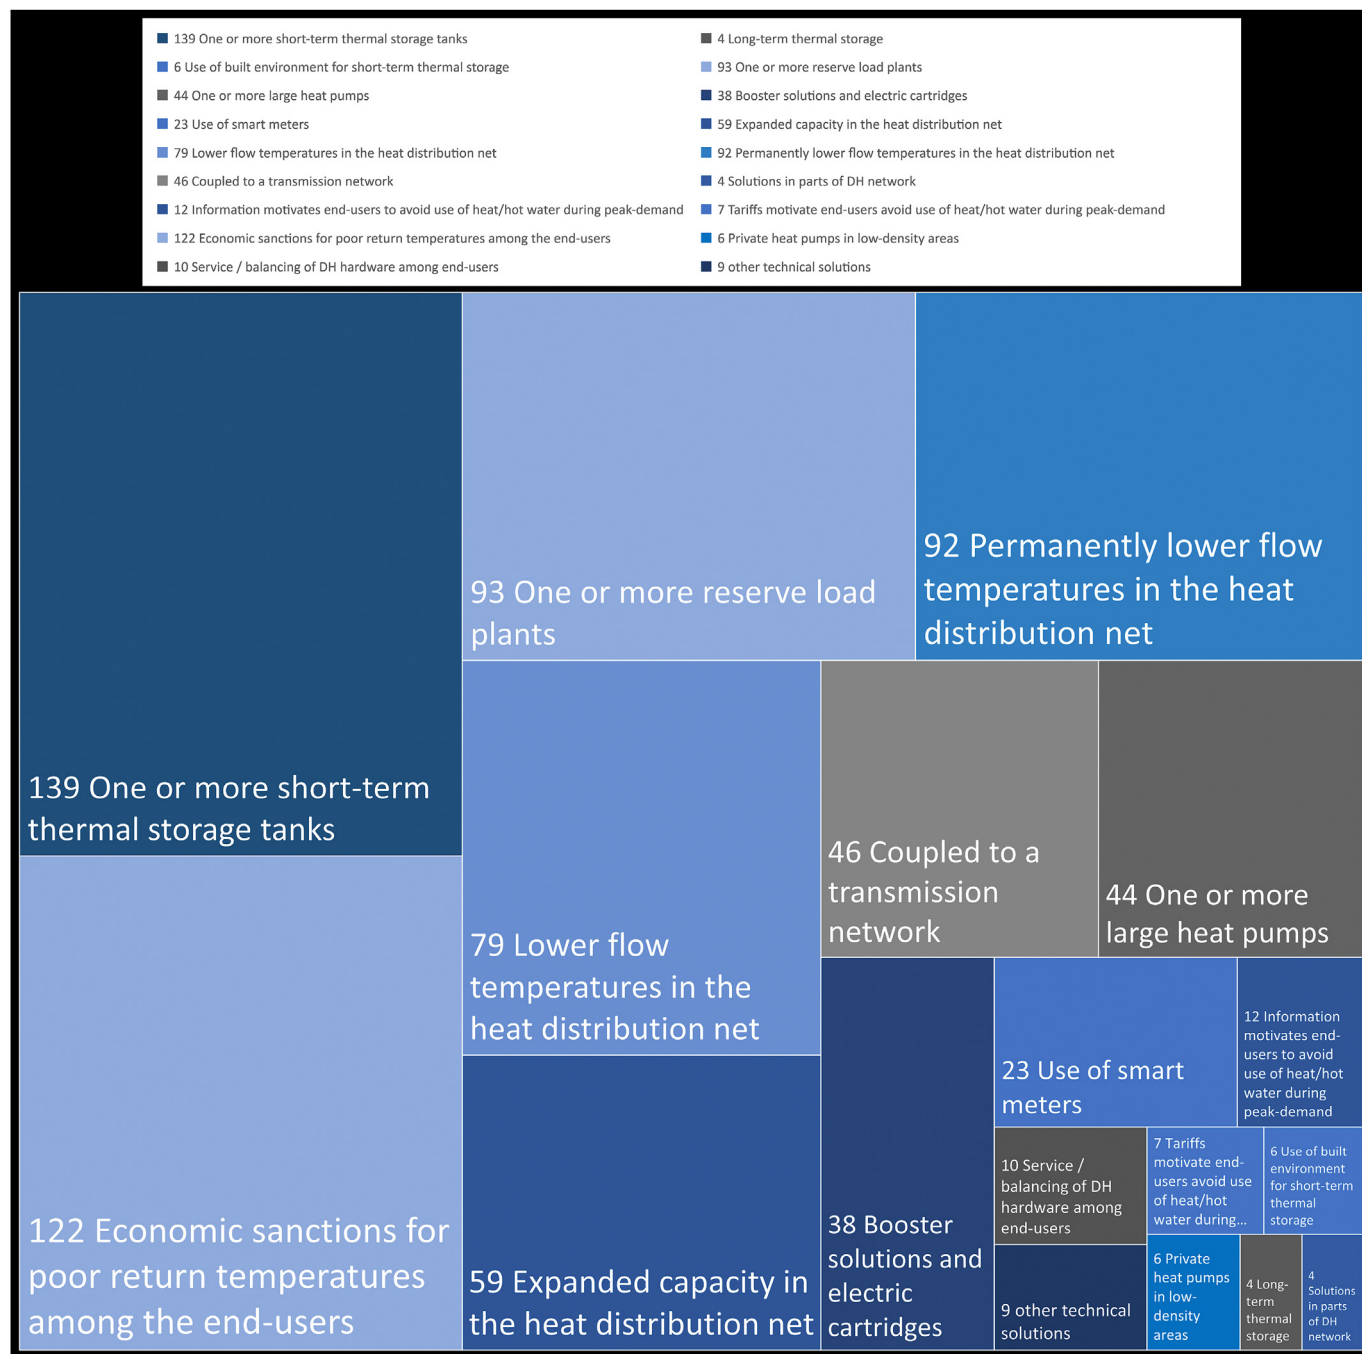 139 One or more short-term thermal storage tanks
4 Long-term thermal storage
6 Use of built environment for short-term thermal storage
93 One or more reserve load plants
44 One or more large heat pumps
38 Booster solutions and electric cartridges
23 Use of smart meters
59 Expanded capacity in the heat distribution net
79 Lower flow temperatures in the heat distribution net
92 Permanently lower flow temperatures in the heat distribution net
46 Coupled to a transmission network
4 Solutions in parts of DH network
12 Information motivates end-users to avoid use of heat/hot water during peak-demand
7 Tariffs motivate end-users avoid use of heat/hot water during peak-demand
122 Economic sanctions for poor return temperatures among the end-users
6 Private heat pumps in low-density areas
10 Service / balancing of DH hardware among end-users
9 other technical solutions
139 One or more short-term
thermal storage tanks
93 One or more reserve load
plants
92 Permanently lower flow
temperatures in the heat
distribution net
122 Economic sanctions for
poor return temperatures
among the end-users
79 Lower flow
temperatures in the
heat distribution net
46 Coupled to a
transmission
network
44 One or more
large heat pumps
59 Expanded capacity in
the heat distribution net
38 Booster
solutions and
electric
cartridges
23 Use of smart
meters
12 Information
motivates end-
users to avoid
use of heat/hot
water during
peak-demand
10 Service /
balancing of DH
hardware among
end-users
7 Tariffs
motivate end-
users avoid use
of heat/hot
water during...
6 Use of built
environment
for short-term
thermal
storage
9 other technical
solutions
6 Private
heat pumps
in low-
density
areas
4 Long-
term
thermal
storage
4
Solutions
in parts
of DH
network